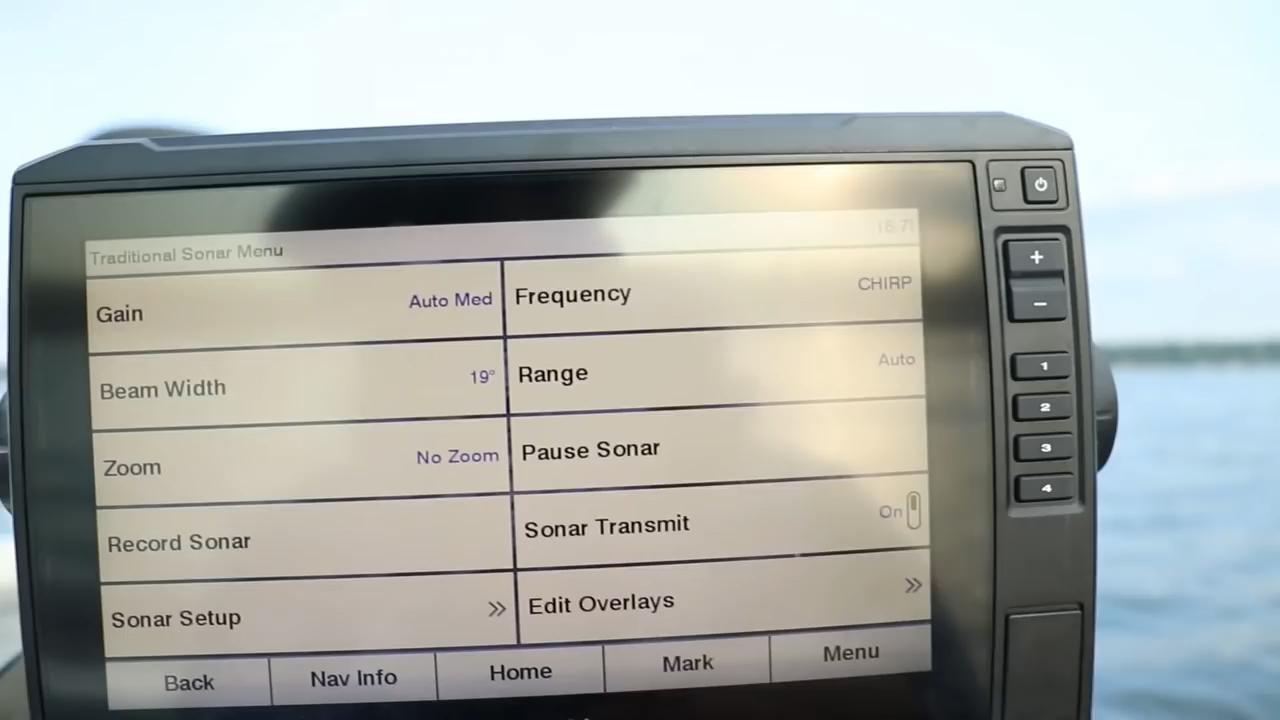 Traditional Sonar Menu
Gain Auto Med
Frequency CHIRP
Beam Width 19°
Range Auto
Zoom No Zoom
Pause Sonar
Record Sonar
Sonar Transmit On
Sonar Setup »
Edit Overlays »
Back Nav Info Home Mark Menu
+
−
1
2
3
4